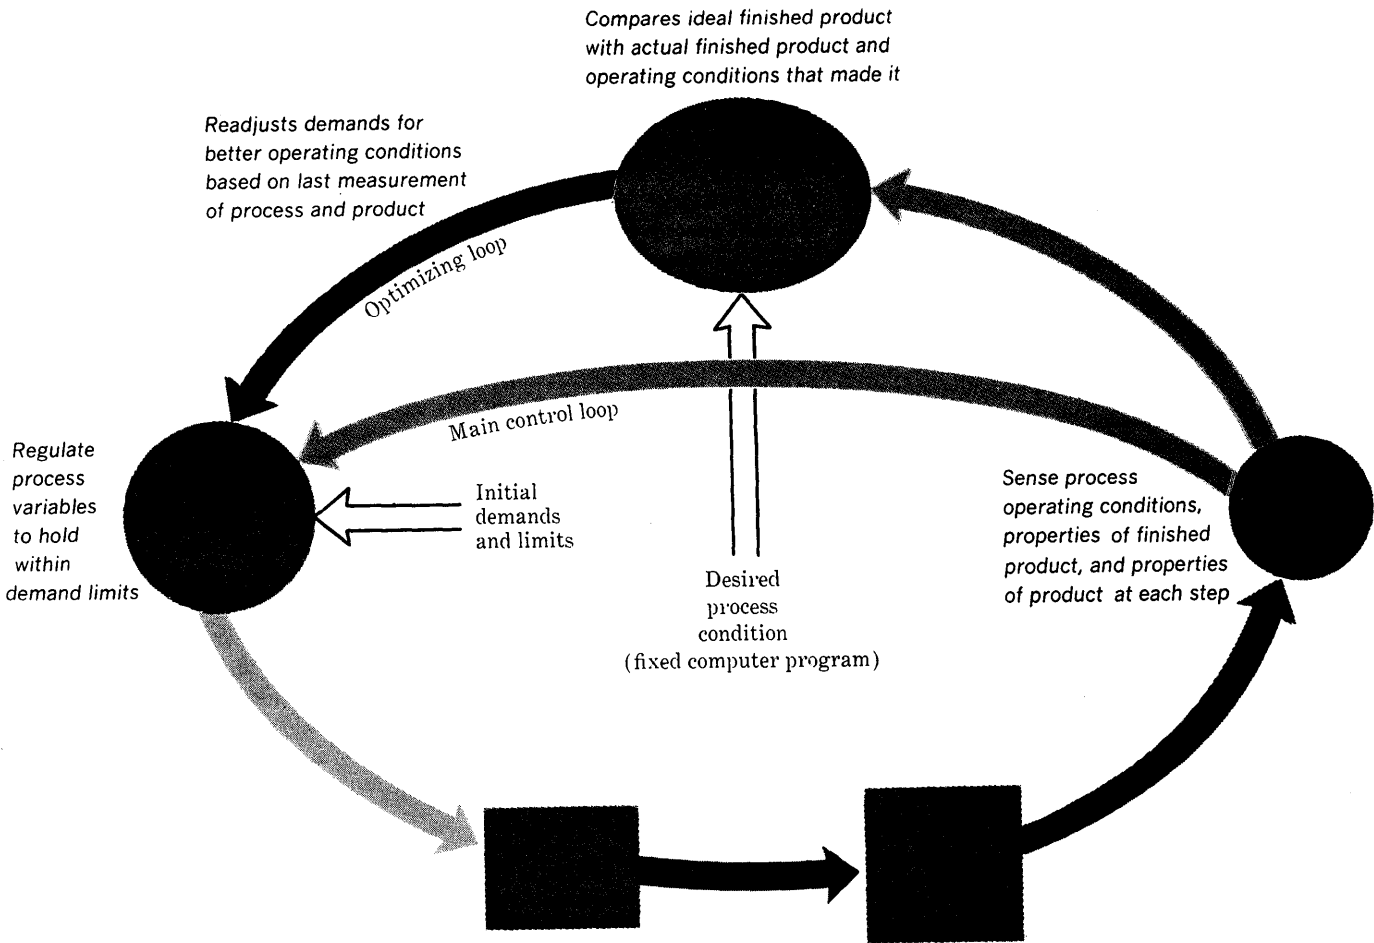 Compares ideal finished product
with actual finished product and
operating conditions that made it
Readjusts demands for
better operating conditions
based on last measurement
of process and product
Optimizing loop
Main control loop
Regulate
process
variables
to hold
within
demand limits
Initial
demands
and limits
Sense process
operating conditions,
properties of finished
product, and properties
of product at each step
Desired
process
condition
(fixed computer program)